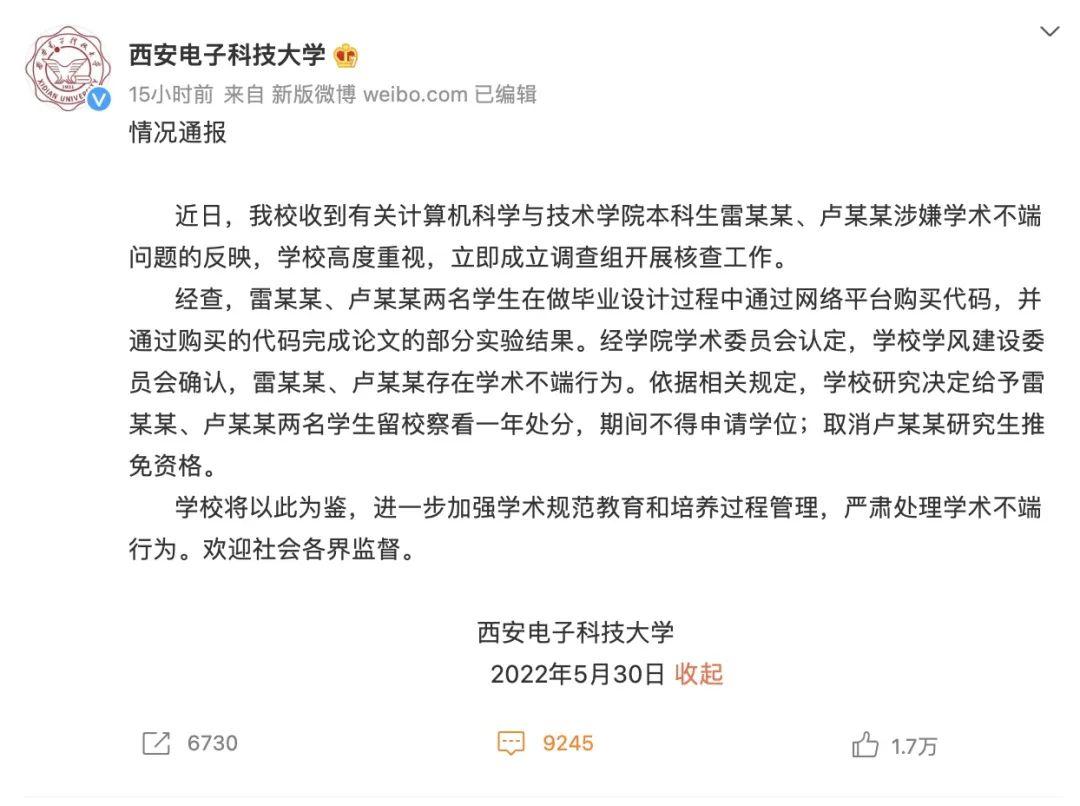 西安电子科技大学
15小时前 来自 新版微博 weibo.com 已编辑
情况通报
近日，我校收到有关计算机科学与技术学院本科生雷某某、卢某某涉嫌学术不端
问题的反映，学校高度重视，立即成立调查组开展核查工作。
经查，雷某某、卢某某两名学生在做毕业设计过程中通过网络平台购买代码，并
通过购买的代码完成论文的部分实验结果。经学院学术委员会认定，学校学风建设委
员会确认，雷某某、卢某某存在学术不端行为。依据相关规定，学校研究决定给予雷
某某、卢某某两名学生留校察看一年处分，期间不得申请学位；取消卢某某研究生推
免资格。
学校将以此为鉴，进一步加强学术规范教育和培养过程管理，严肃处理学术不端
行为。欢迎社会各界监督。
西安电子科技大学
2022年5月30日 收起
6730 9245 1.7万